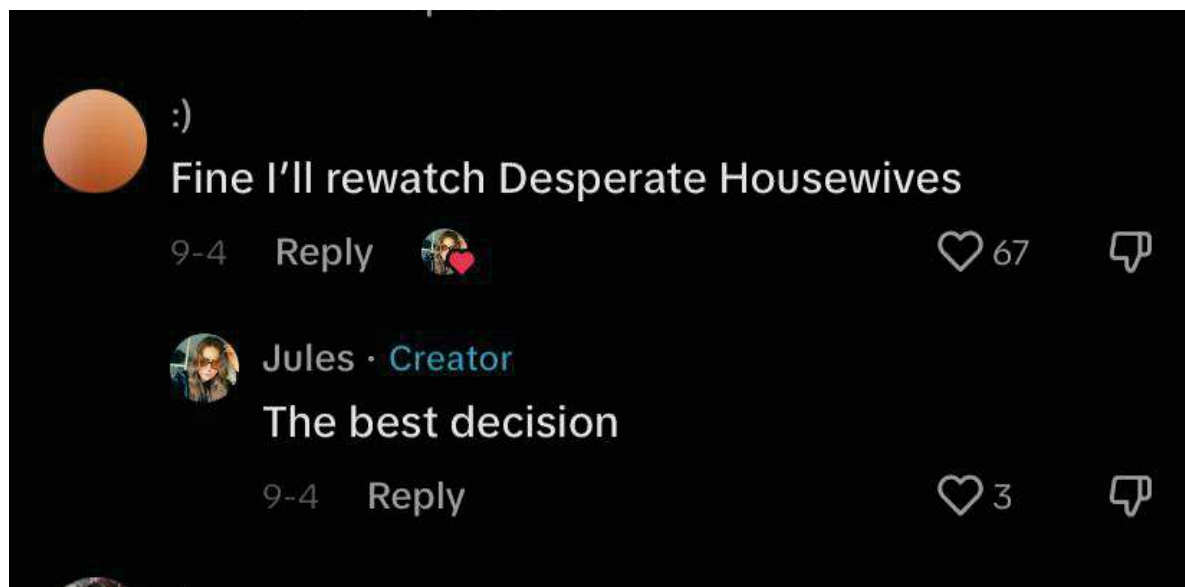 :)
Fine I’ll rewatch Desperate Housewives
9-4 Reply 67
Jules · Creator
The best decision
9-4 Reply 3